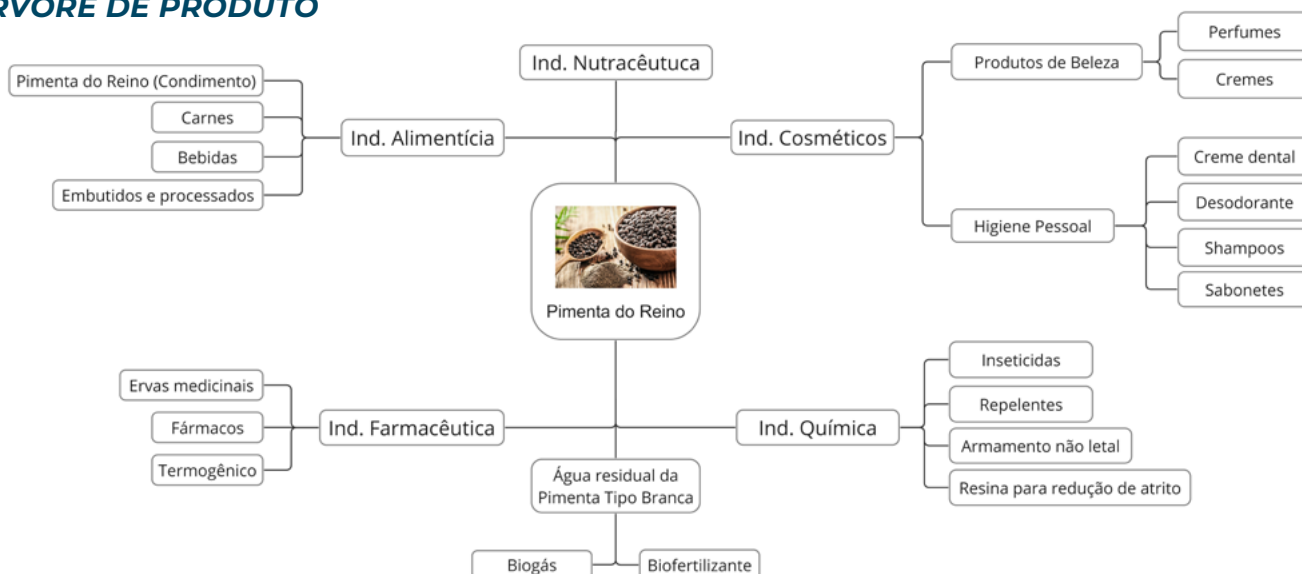 RVORE DE PRODUTO
Ind. Nutracêutuca
Pimenta do Reino (Condimento)
Carnes
Bebidas
Embutidos e processados
Ind. Alimentícia
Ind. Cosméticos
Produtos de Beleza
Perfumes
Cremes
Higiene Pessoal
Creme dental
Desodorante
Shampoos
Sabonetes
Pimenta do Reino
Ervas medicinais
Fármacos
Termogênico
Ind. Farmacêutica
Ind. Química
Inseticidas
Repelentes
Armamento não letal
Resina para redução de atrito
Água residual da
Pimenta Tipo Branca
Biogás
Biofertilizante